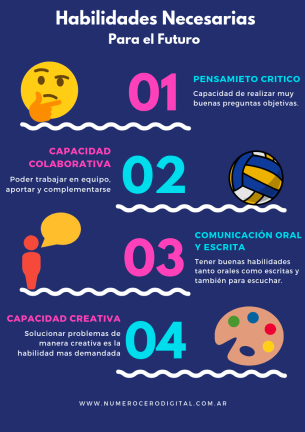 Habilidades Necesarias
Para el Futuro
01
PENSAMIETO CRITICO
Capacidad de realizar muy
buenas preguntas objetivas.
CAPACIDAD
COLABORATIVA
Poder trabajar en equipo,
aportar y complementarse
02
03
COMUNICACIÓN ORAL
Y ESCRITA
Tener buenas habilidades
tanto orales como escritas y
también para escuchar.
CAPACIDAD CREATIVA
Solucionar problemas de
manera creativa es la
habilidad mas demandada
04
WWW.NUMEROCERODIGITAL.COM.AR